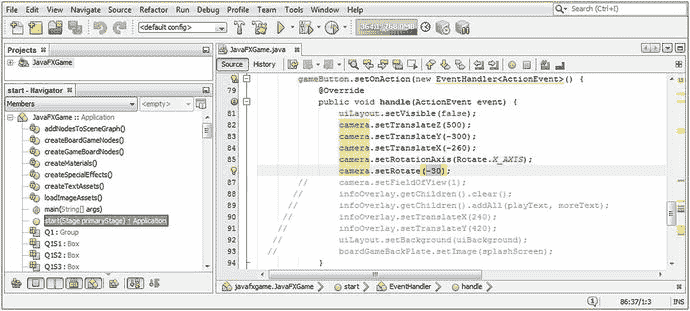 File Edit View Navigate Source Refactor Run Debug Profile Team Tools Window Help
Search (Ctrl+I)
<default config>
Projects
JavaFXGame
start - Navigator
Members
<empty>
JavaFXGame :: Application
addNodesToSceneGraph()
createBoardGameNodes()
createGameBoardNodes()
createMaterials()
createSpecialEffects()
createTextAssets()
loadImageAssets()
main(String[] args)
start(Stage primaryStage) : Application
Q1 : Group
Q1S1 : Box
Q1S2 : Box
Q1S3 : Box
JavaFXGame.java
Source History
gameButton.setOnAction(new EventHandler<ActionEvent>() {
79 @Override
public void handle(ActionEvent event) {
81 uiLayout.setVisible(false);
82 camera.setTranslateZ(500);
83 camera.setTranslateY(-300);
84 camera.setTranslateX(-260);
85 camera.setRotationAxis(Rotate.X_AXIS);
camera.setRotate(-30);
87 // camera.setFieldOfView(1);
88 // infoOverlay.getChildren().clear();
89 // infoOverlay.getChildren().addAll(playText, moreText);
90 // infoOverlay.setTranslateX(240);
91 // infoOverlay.setTranslateY(420);
92 // uiLayout.setBackground(uiBackground);
93 // boardGameBackPlate.setImage(splashScreen);
94 }
javafxgame.JavaFXGame start EventHandler handle
86:37/1:3 INS